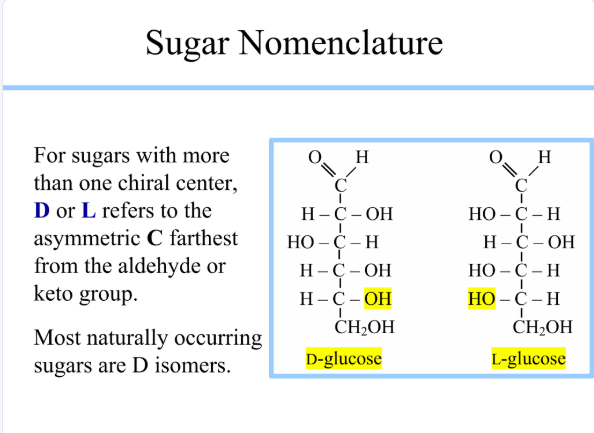 Sugar Nomenclature
For sugars with more
than one chiral center,
D or L refers to the
asymmetric C farthest
from the aldehyde or
keto group.
Most naturally occurring
sugars are D isomers.
O H
C
H – C – OH
HO – C – H
H – C – OH
H – C – OH
CH₂OH
D-glucose
O H
C
HO – C – H
H – C – OH
HO – C – H
HO – C – H
CH₂OH
L-glucose